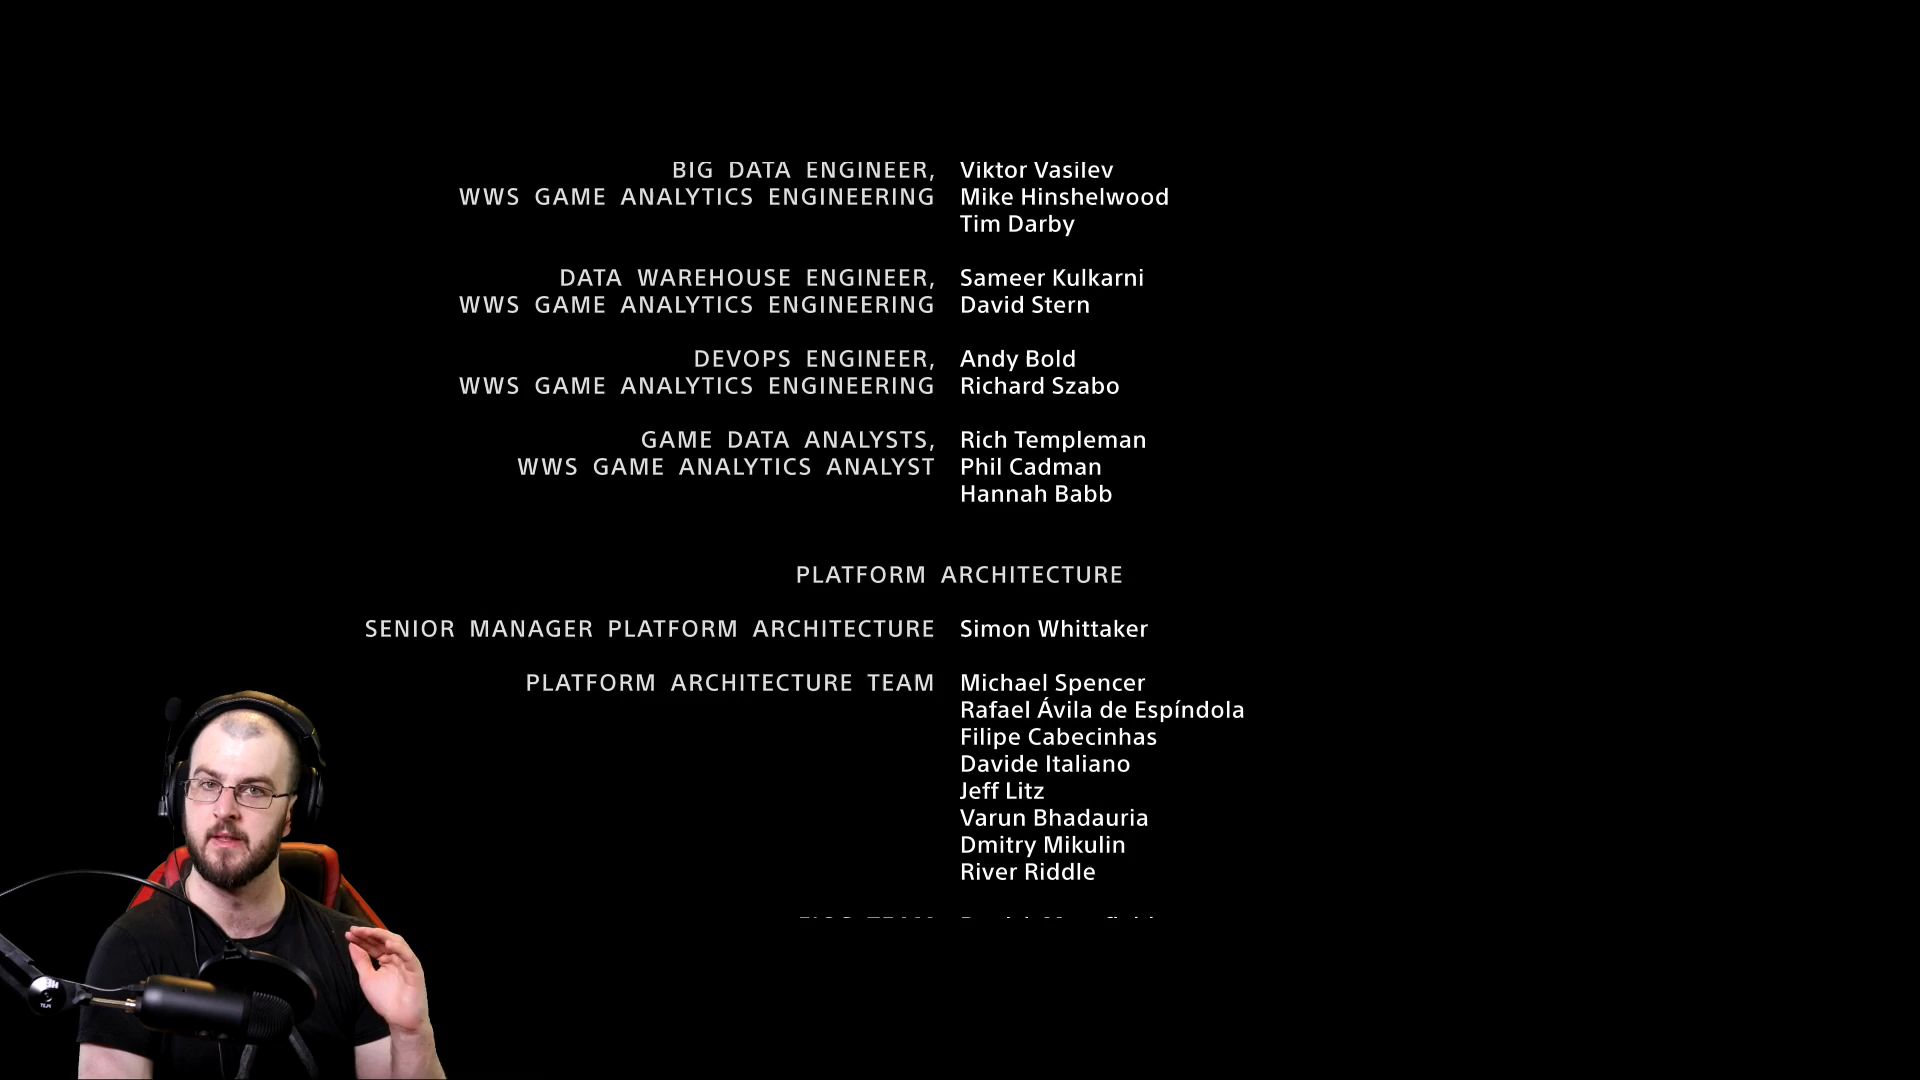 BIG DATA ENGINEER, Viktor Vasilev
WWS GAME ANALYTICS ENGINEERING Mike Hinshelwood
Tim Darby
DATA WAREHOUSE ENGINEER, Sameer Kulkarni
WWS GAME ANALYTICS ENGINEERING David Stern
DEVOPS ENGINEER, Andy Bold
WWS GAME ANALYTICS ENGINEERING Richard Szabo
GAME DATA ANALYSTS, Rich Templeman
WWS GAME ANALYTICS ANALYST Phil Cadman
Hannah Babb
PLATFORM ARCHITECTURE
SENIOR MANAGER PLATFORM ARCHITECTURE Simon Whittaker
PLATFORM ARCHITECTURE TEAM Michael Spencer
Rafael Ávila de Espíndola
Filipe Cabecinhas
Davide Italiano
Jeff Litz
Varun Bhadauria
Dmitry Mikulin
River Riddle